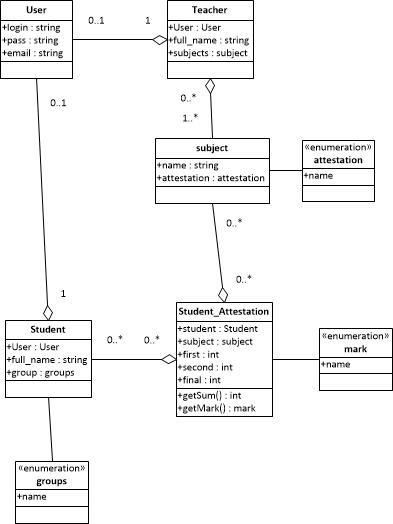 User
+login : string
+pass : string
+email : string
0..1
1
Teacher
+User : User
+full_name : string
+subjects : subject
0..*
1..*
0..1
subject
+name : string
+attestation : attestation
«enumeration»
attestation
+name
0..*
0..*
1
Student
+User : User
+full_name : string
+group : groups
0..*
0..*
Student_Attestation
+student : Student
+subject : subject
+first : int
+second : int
+final : int
+getSum() : int
+getMark() : mark
«enumeration»
mark
+name
«enumeration»
groups
+name